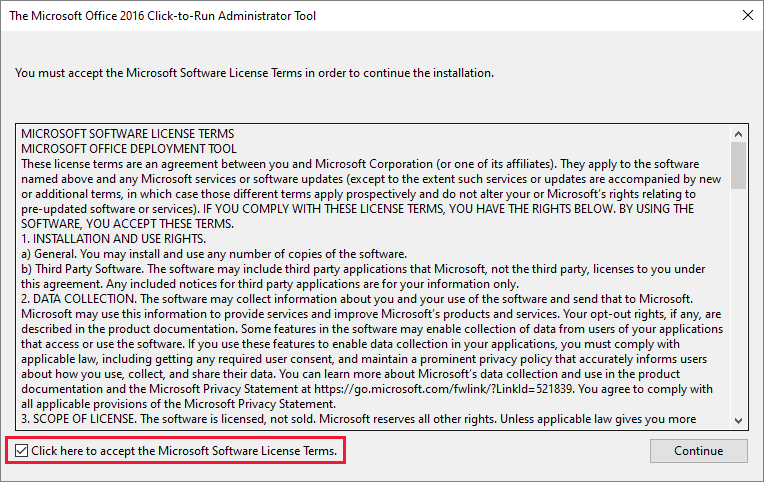 The Microsoft Office 2016 Click-to-Run Administrator Tool
You must accept the Microsoft Software License Terms in order to continue the installation.
MICROSOFT SOFTWARE LICENSE TERMS
MICROSOFT OFFICE DEPLOYMENT TOOL
These license terms are an agreement between you and Microsoft Corporation (or one of its affiliates). They apply to the software
named above and any Microsoft services or software updates (except to the extent such services or updates are accompanied by new
or additional terms, in which case those different terms apply prospectively and do not alter your or Microsoft's rights relating to
pre-updated software or services). IF YOU COMPLY WITH THESE LICENSE TERMS, YOU HAVE THE RIGHTS BELOW. BY USING THE
SOFTWARE, YOU ACCEPT THESE TERMS.
1. INSTALLATION AND USE RIGHTS.
a) General. You may install and use any number of copies of the software.
b) Third Party Software. The software may include third party applications that Microsoft, not the third party, licenses to you under
this agreement. Any included notices for third party applications are for your information only.
2. DATA COLLECTION. The software may collect information about you and your use of the software and send that to Microsoft.
Microsoft may use this information to provide services and improve Microsoft's products and services. Your opt-out rights, if any, are
described in the product documentation. Some features in the software may enable collection of data from users of your applications
that access or use the software. If you use these features to enable data collection in your applications, you must comply with
applicable law, including getting any required user consent, and maintain a prominent privacy policy that accurately informs users
about how you use, collect, and share their data. You can learn more about Microsoft's data collection and use in the product
documentation and the Microsoft Privacy Statement at https://go.microsoft.com/fwlink/?LinkId=521839. You agree to comply with
all applicable provisions of the Microsoft Privacy Statement.
3. SCOPE OF LICENSE. The software is licensed, not sold. Microsoft reserves all other rights. Unless applicable law gives you more
Click here to accept the Microsoft Software License Terms.
Continue